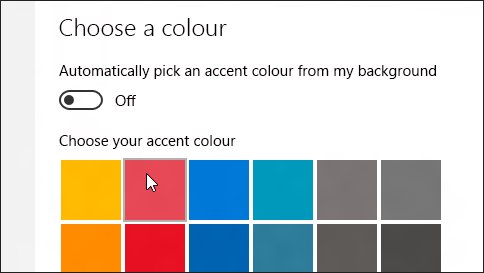 Choose a colour
Automatically pick an accent colour from my background
Off
Choose your accent colour